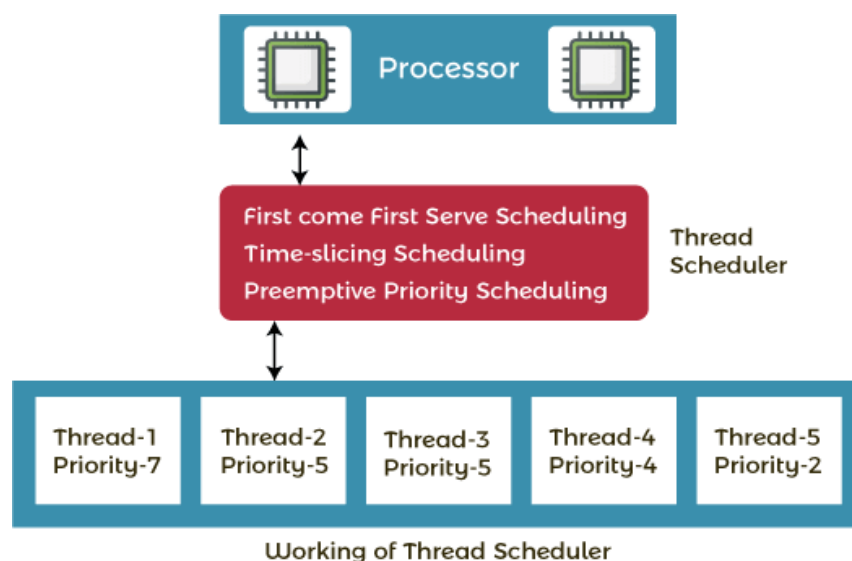 Processor
First come First Serve Scheduling
Time-slicing Scheduling
Preemptive Priority Scheduling
Thread
Scheduler
Thread-1
Priority-7
Thread-2
Priority-5
Thread-3
Priority-5
Thread-4
Priority-4
Thread-5
Priority-2
Working of Thread Scheduler